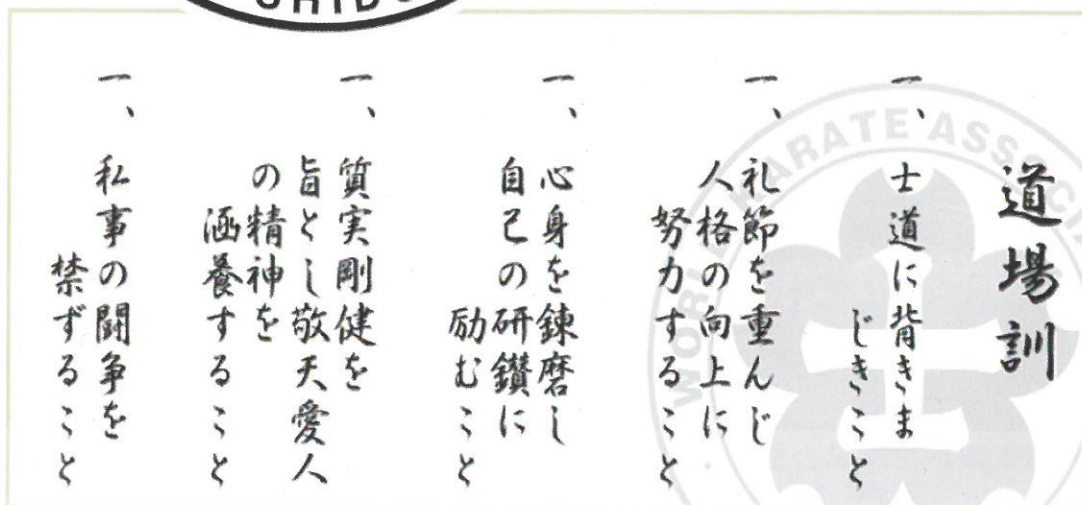 SHIDO
WORLD KARATE ASSOCIA
道場訓
一、士道に背きま
じきこと
一、礼節を重んじ
人格の向上に
努力すること
一、心身を錬磨し
自己の研鑽に
励むこと
一、質実剛健を
旨とし敬天愛人
の精神を
涵養すること
一、私事の闘争を
禁ずること